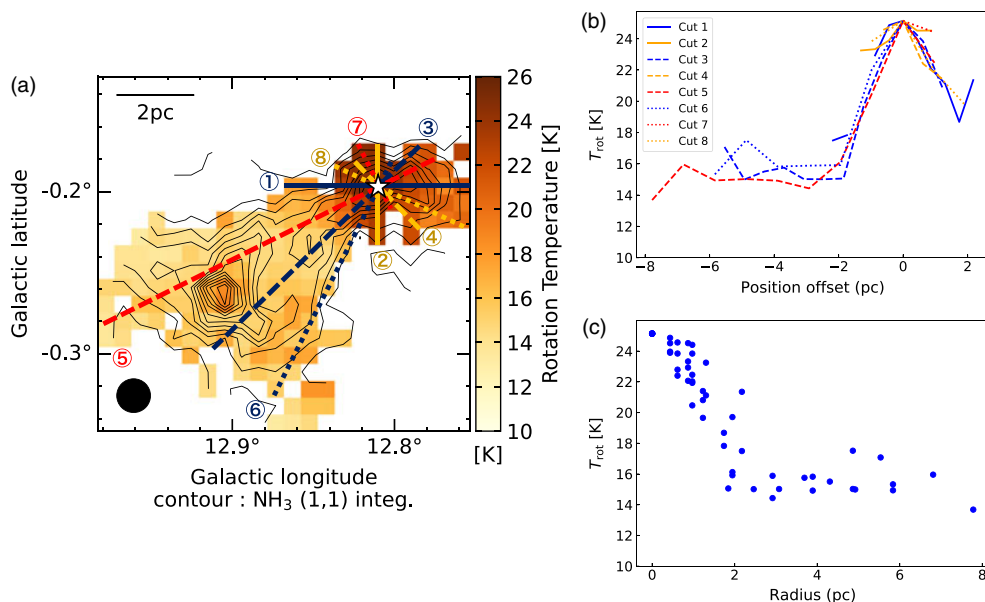 (a)
2pc
⑦
③
⑧
①
④
②
⑤
⑥
-0.2°
-0.3°
12.9°
12.8°
Galactic latitude
Galactic longitude
contour : NH₃ (1,1) integ.
26
24
22
20
18
16
14
12
10
[K]
Rotation Temperature [K]
(b)
Cut 1
Cut 2
Cut 3
Cut 4
Cut 5
Cut 6
Cut 7
Cut 8
24
22
20
18
16
14
12
10
T_rot [K]
-8 -6 -4 -2 0 2
Position offset (pc)
(c)
24
22
20
18
16
14
12
10
T_rot [K]
0 2 4 6 8
Radius (pc)